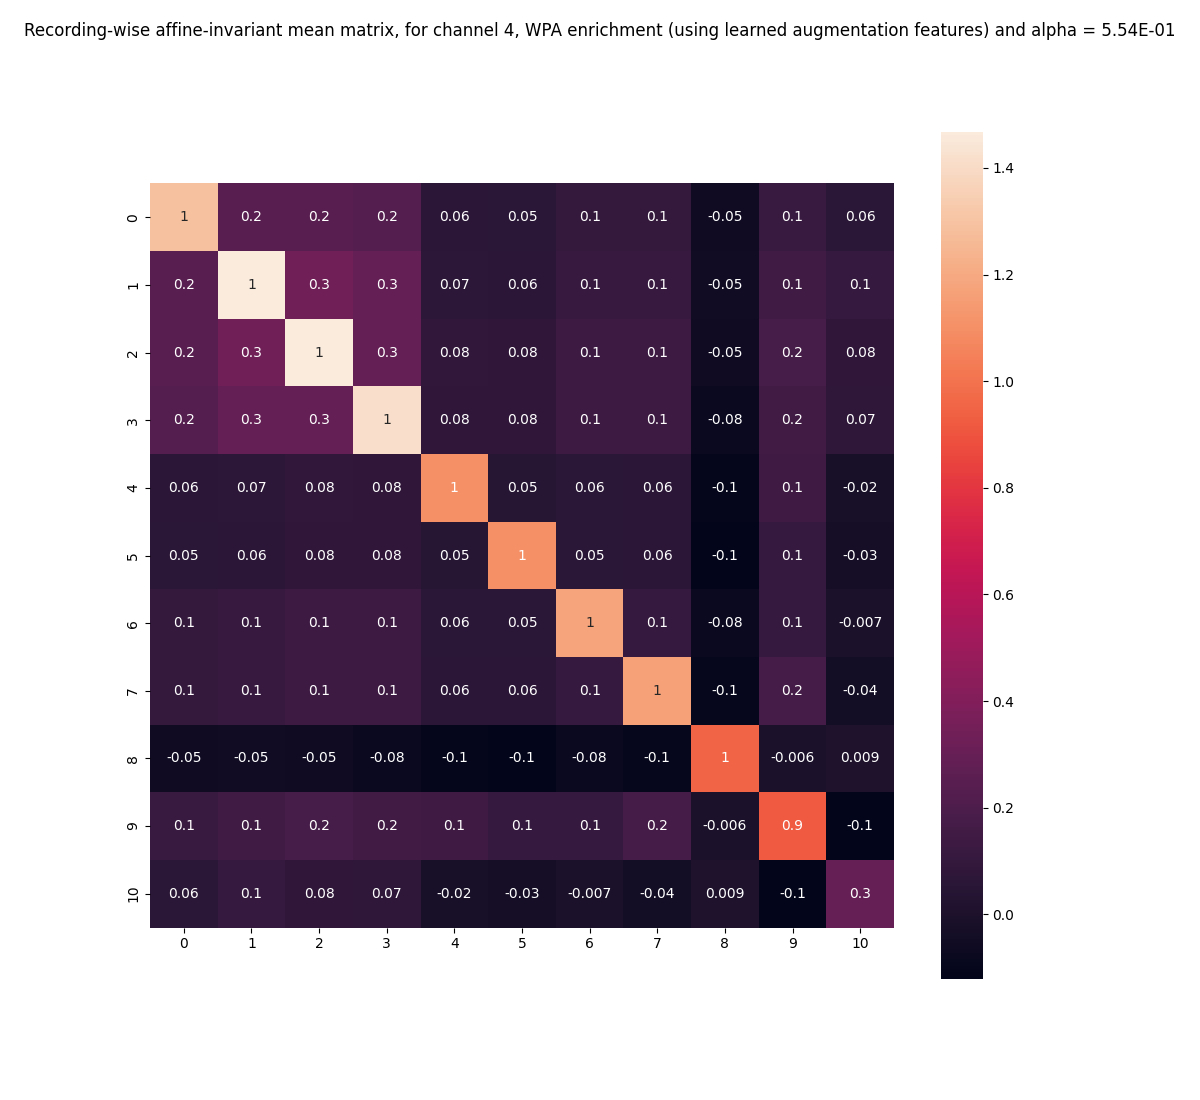 Recording-wise affine-invariant mean matrix, for channel 4, WPA enrichment (using learned augmentation features) and alpha = 5.54E-01
0 1 0.2 0.2 0.2 0.06 0.05 0.1 0.1 -0.05 0.1 0.06
1 0.2 1 0.3 0.3 0.07 0.06 0.1 0.1 -0.05 0.1 0.1
2 0.2 0.3 1 0.3 0.08 0.08 0.1 0.1 -0.05 0.2 0.08
3 0.2 0.3 0.3 1 0.08 0.08 0.1 0.1 -0.08 0.2 0.07
4 0.06 0.07 0.08 0.08 1 0.05 0.06 0.06 -0.1 0.1 -0.02
5 0.05 0.06 0.08 0.08 0.05 1 0.05 0.06 -0.1 0.1 -0.03
6 0.1 0.1 0.1 0.1 0.06 0.05 1 0.1 -0.08 0.1 -0.007
7 0.1 0.1 0.1 0.1 0.06 0.06 0.1 1 -0.1 0.2 -0.04
8 -0.05 -0.05 -0.05 -0.08 -0.1 -0.1 -0.08 -0.1 1 -0.006 0.009
9 0.1 0.1 0.2 0.2 0.1 0.1 0.1 0.2 -0.006 0.9 -0.1
10 0.06 0.1 0.08 0.07 -0.02 -0.03 -0.007 -0.04 0.009 -0.1 0.3
0 1 2 3 4 5 6 7 8 9 10
1.4
1.2
1.0
0.8
0.6
0.4
0.2
0.0